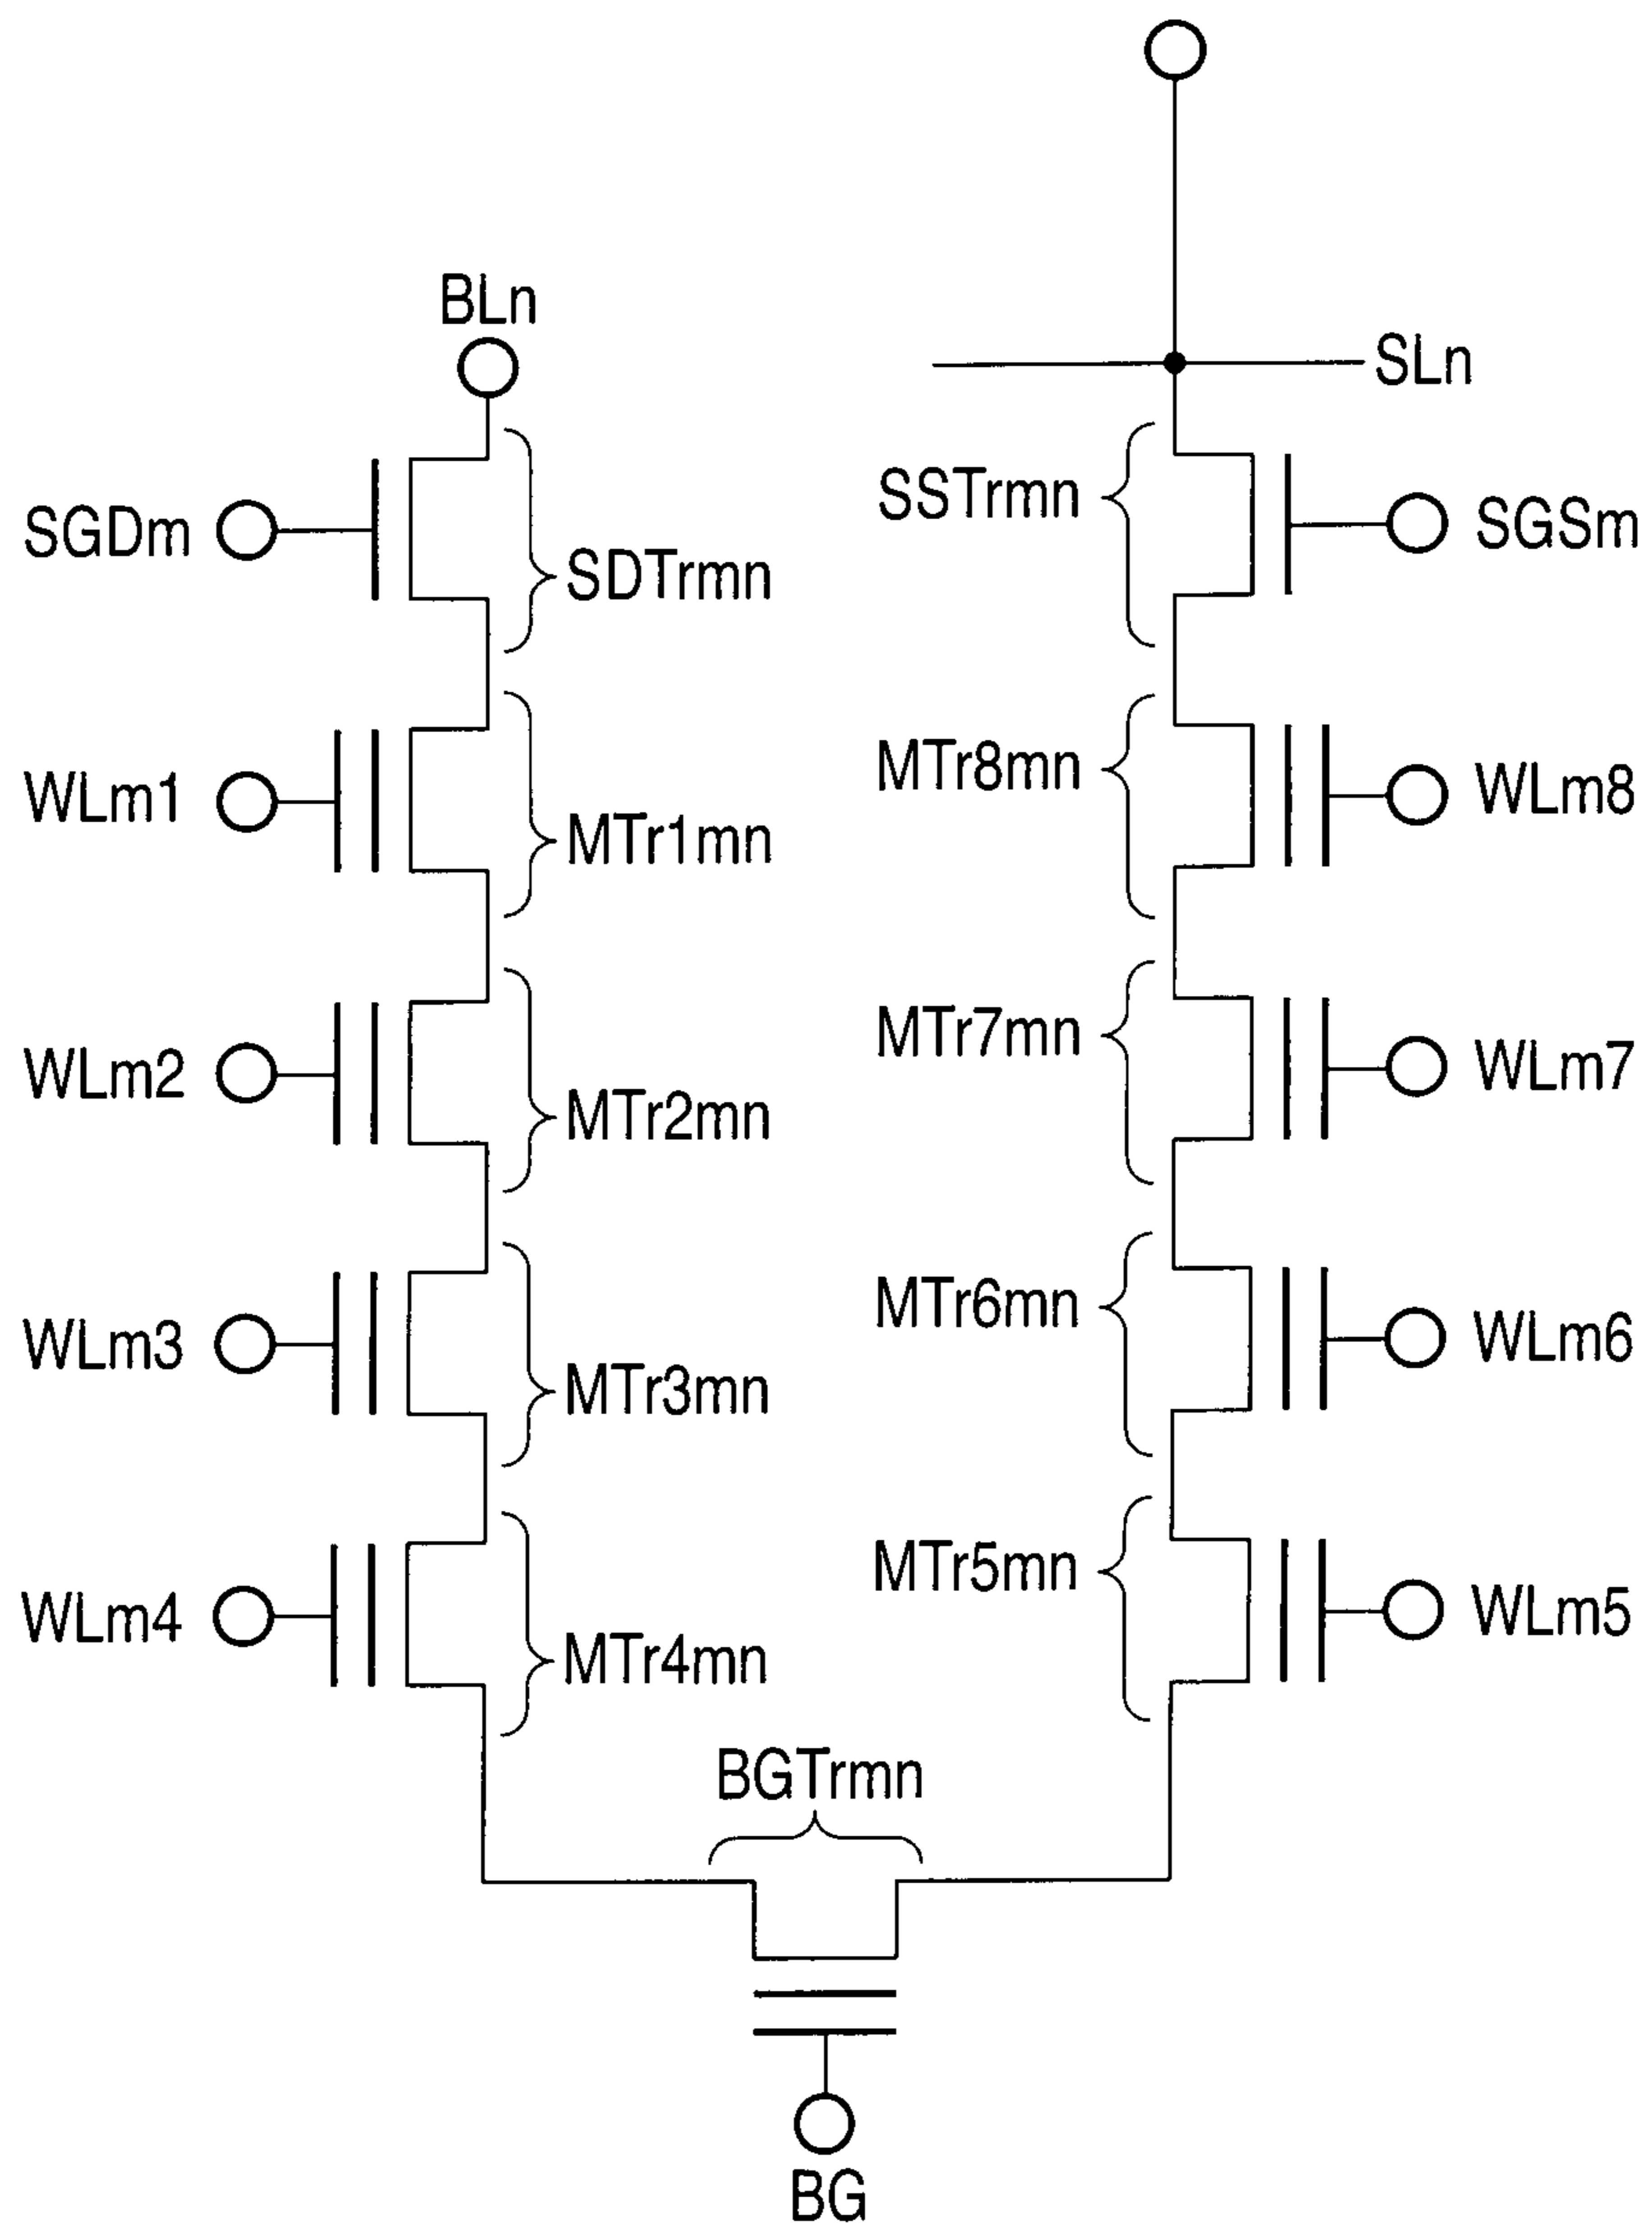 BLn
SLn
SGDm
SDTrmn
SSTrmn
SGSm
WLm1
MTr1mn
MTr8mn
WLm8
WLm2
MTr2mn
MTr7mn
WLm7
WLm3
MTr3mn
MTr6mn
WLm6
WLm4
MTr4mn
MTr5mn
WLm5
BGTrmn
BG